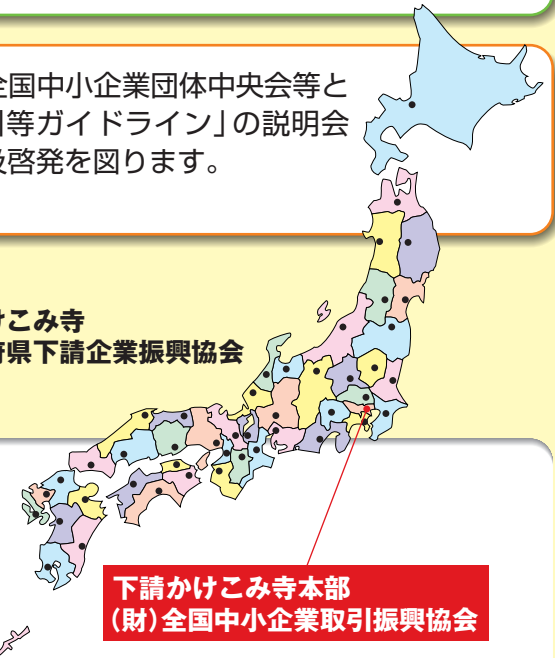 全国中小企業団体中央会等と
引等ガイドライン」の説明会
及啓発を図ります。
けこみ寺
府県下請企業振興協会
下請かけこみ寺本部
(財)全国中小企業取引振興協会